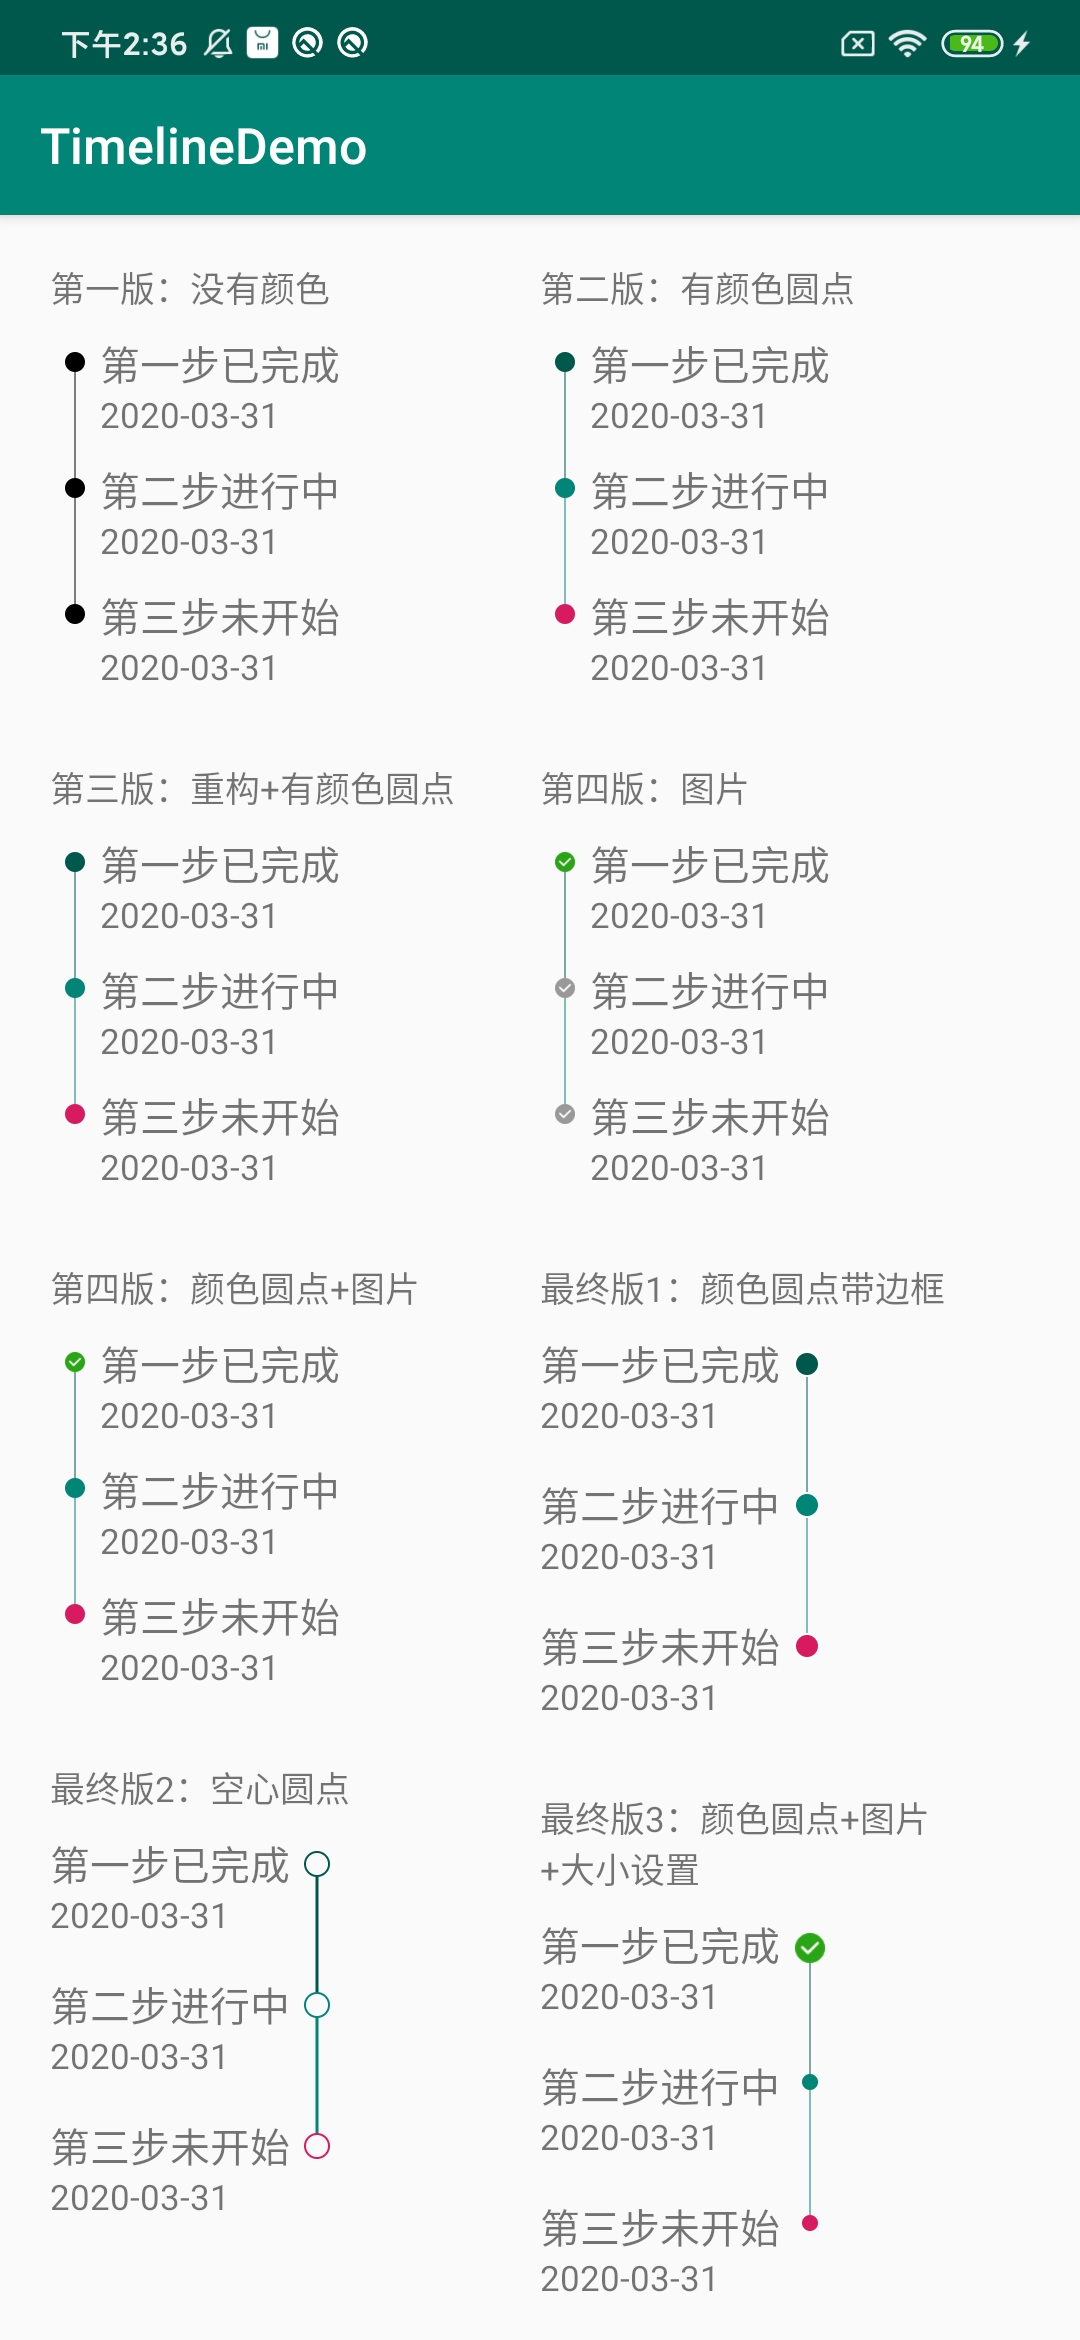 下午2:36
94
TimelineDemo
第一版：没有颜色
第一步已完成
2020-03-31
第二步进行中
2020-03-31
第三步未开始
2020-03-31
第二版：有颜色圆点
第一步已完成
2020-03-31
第二步进行中
2020-03-31
第三步未开始
2020-03-31
第三版：重构+有颜色圆点
第一步已完成
2020-03-31
第二步进行中
2020-03-31
第三步未开始
2020-03-31
第四版：图片
第一步已完成
2020-03-31
第二步进行中
2020-03-31
第三步未开始
2020-03-31
第四版：颜色圆点+图片
第一步已完成
2020-03-31
第二步进行中
2020-03-31
第三步未开始
2020-03-31
最终版1：颜色圆点带边框
第一步已完成
2020-03-31
第二步进行中
2020-03-31
第三步未开始
2020-03-31
最终版2：空心圆点
第一步已完成
2020-03-31
第二步进行中
2020-03-31
第三步未开始
2020-03-31
最终版3：颜色圆点+图片
+大小设置
第一步已完成
2020-03-31
第二步进行中
2020-03-31
第三步未开始
2020-03-31